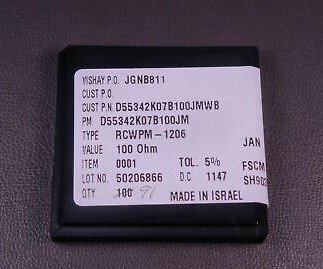 VISHAY P.O. JGNB811
CUST P.O.
CUST P.N. D55342K07B100JMWB
PM D55342K07B100JM
TYPE RCWPM-1206
VALUE 100 Ohm JAN
ITEM 0001 TOL. 5% FSCM
LOT NO. 50206866 D.C. 1147
QTY 100 91 MADE IN ISRAEL